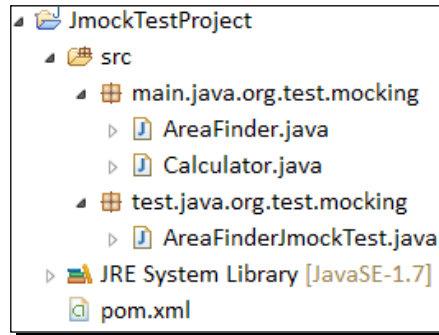 JmockTestProject
src
main.java.org.test.mocking
AreaFinder.java
Calculator.java
test.java.org.test.mocking
AreaFinderJmockTest.java
JRE System Library [JavaSE-1.7]
pom.xml